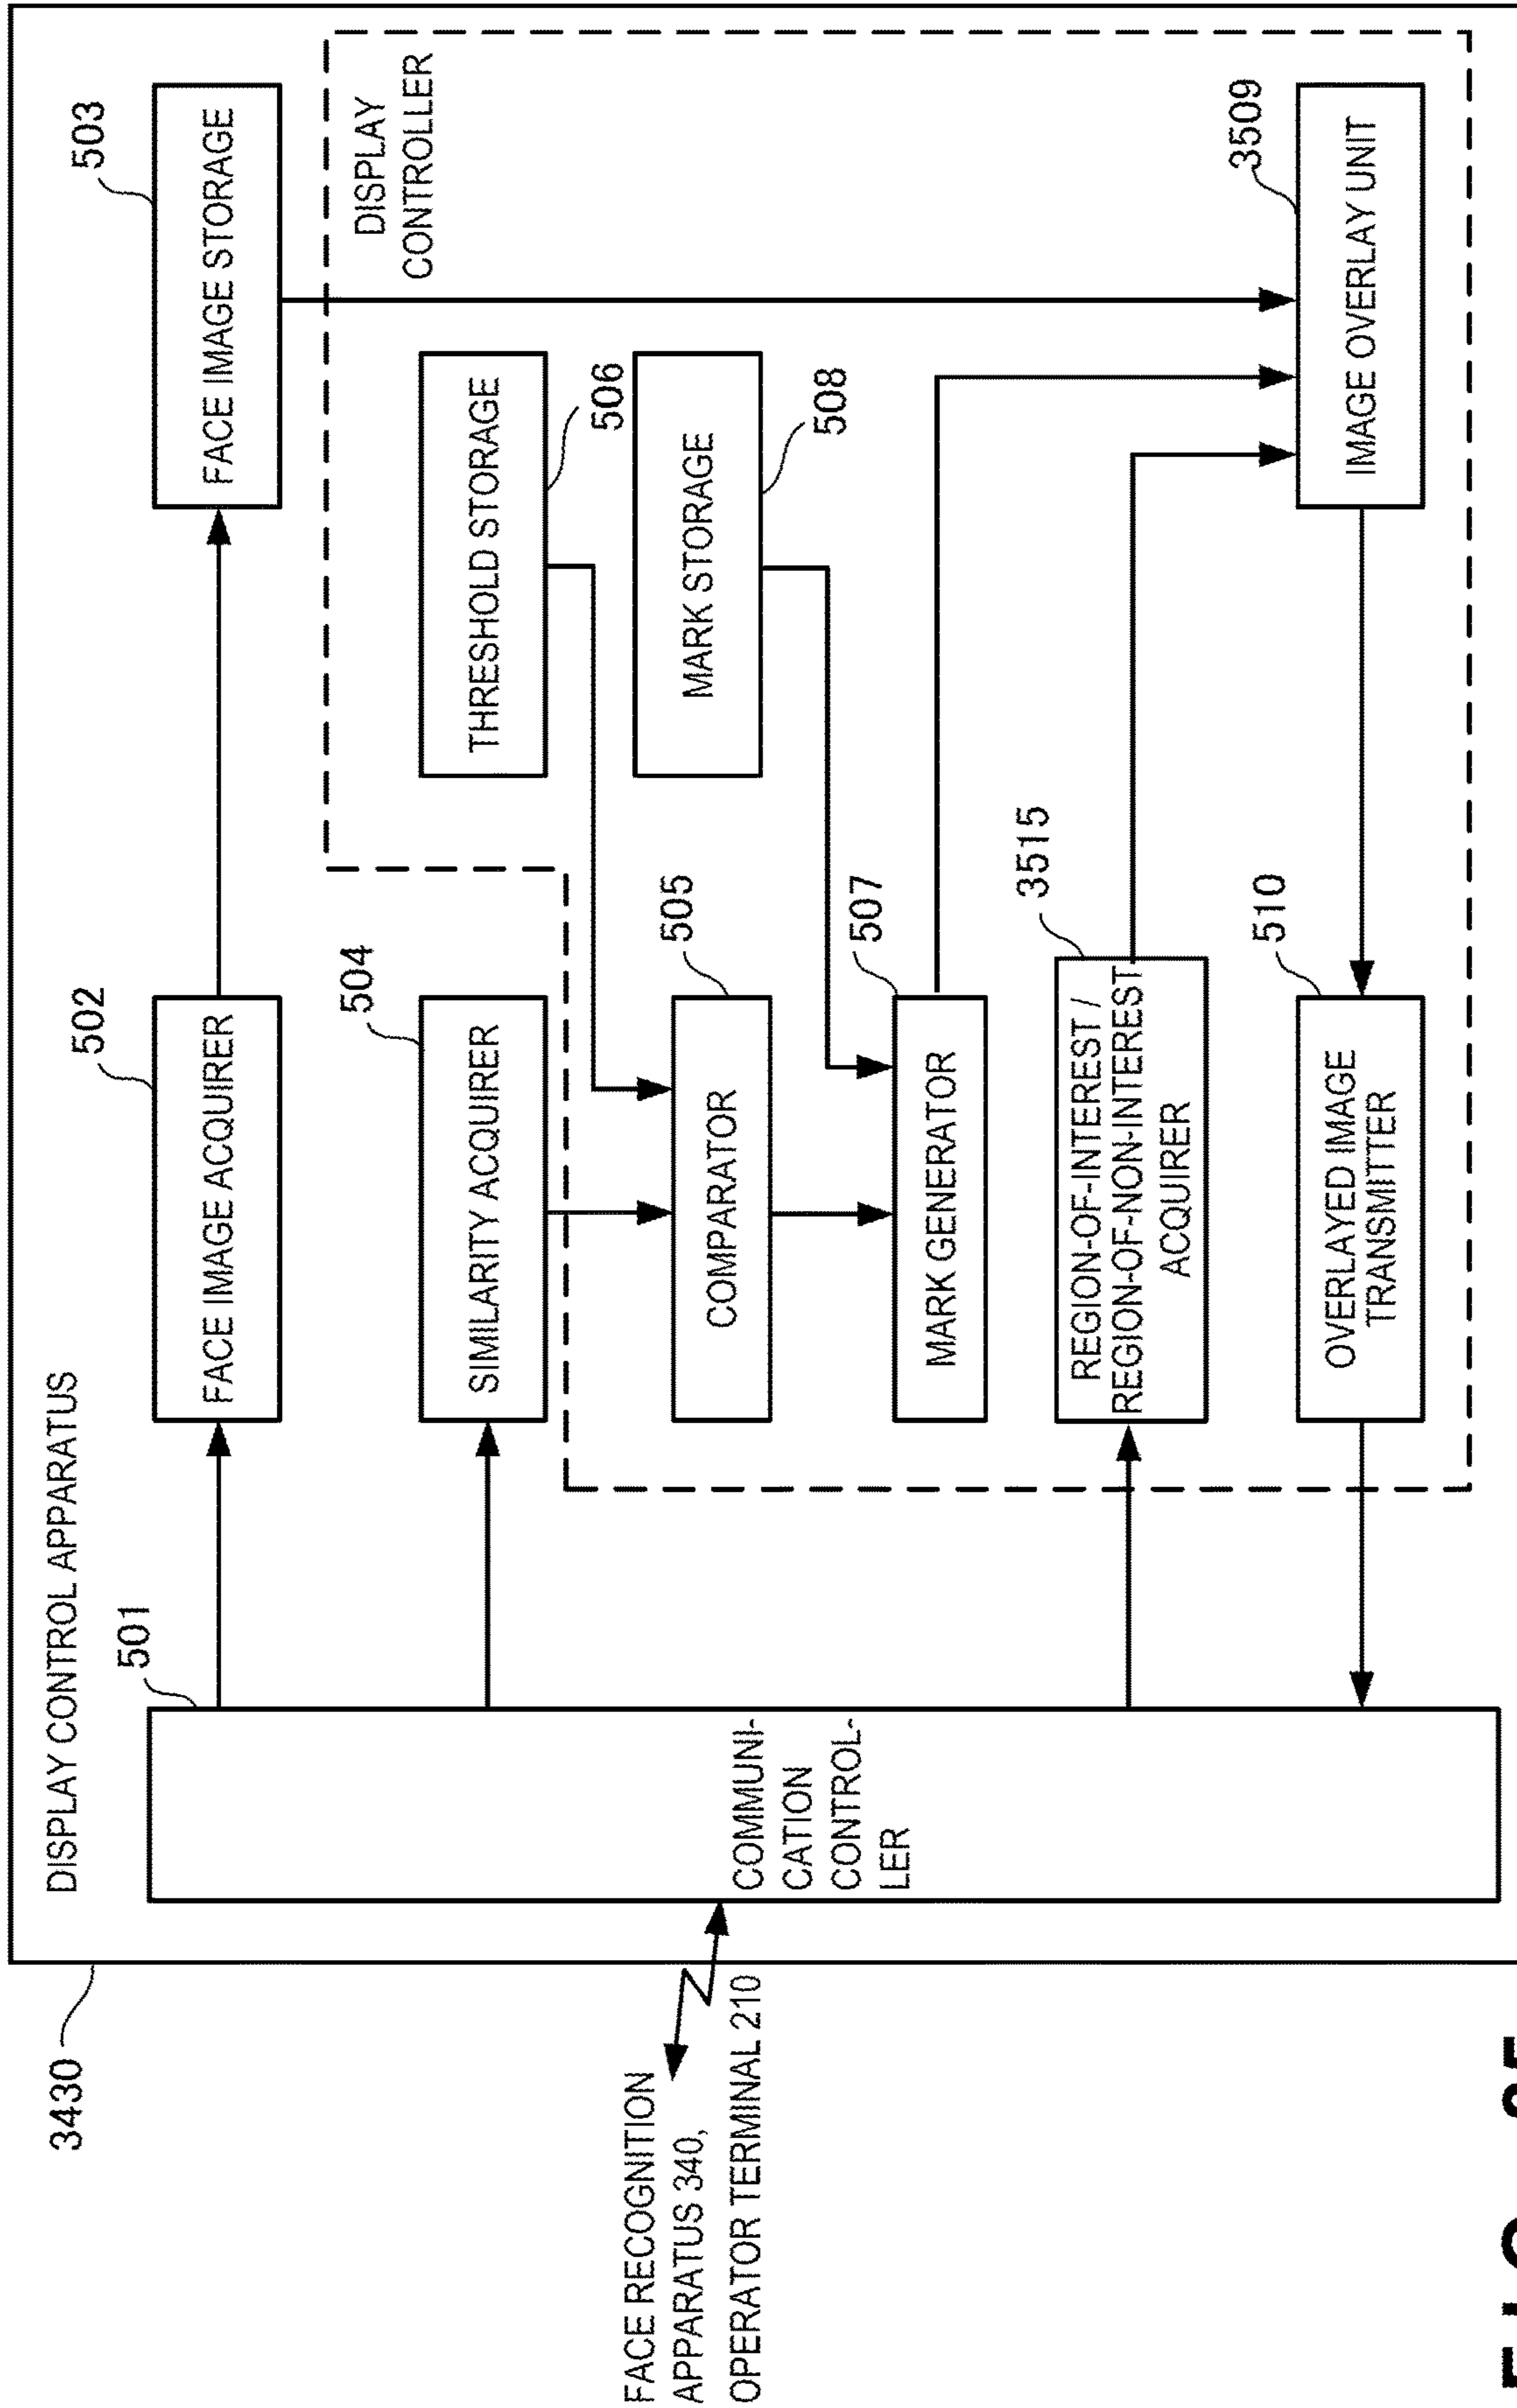 3430
DISPLAY CONTROL APPARATUS
501
COMMUNI-
CATION
CONTROL-
LER
FACE RECOGNITION
APPARATUS 340,
OPERATOR TERMINAL 210
502
FACE IMAGE ACQUIRER
503
FACE IMAGE STORAGE
504
SIMILARITY ACQUIRER
DISPLAY
CONTROLLER
THRESHOLD STORAGE
506
505
COMPARATOR
MARK STORAGE
508
507
MARK GENERATOR
3515
REGION-OF-INTEREST /
REGION-OF-NON-INTEREST
ACQUIRER
510
OVERLAYED IMAGE
TRANSMITTER
3509
IMAGE OVERLAY UNIT